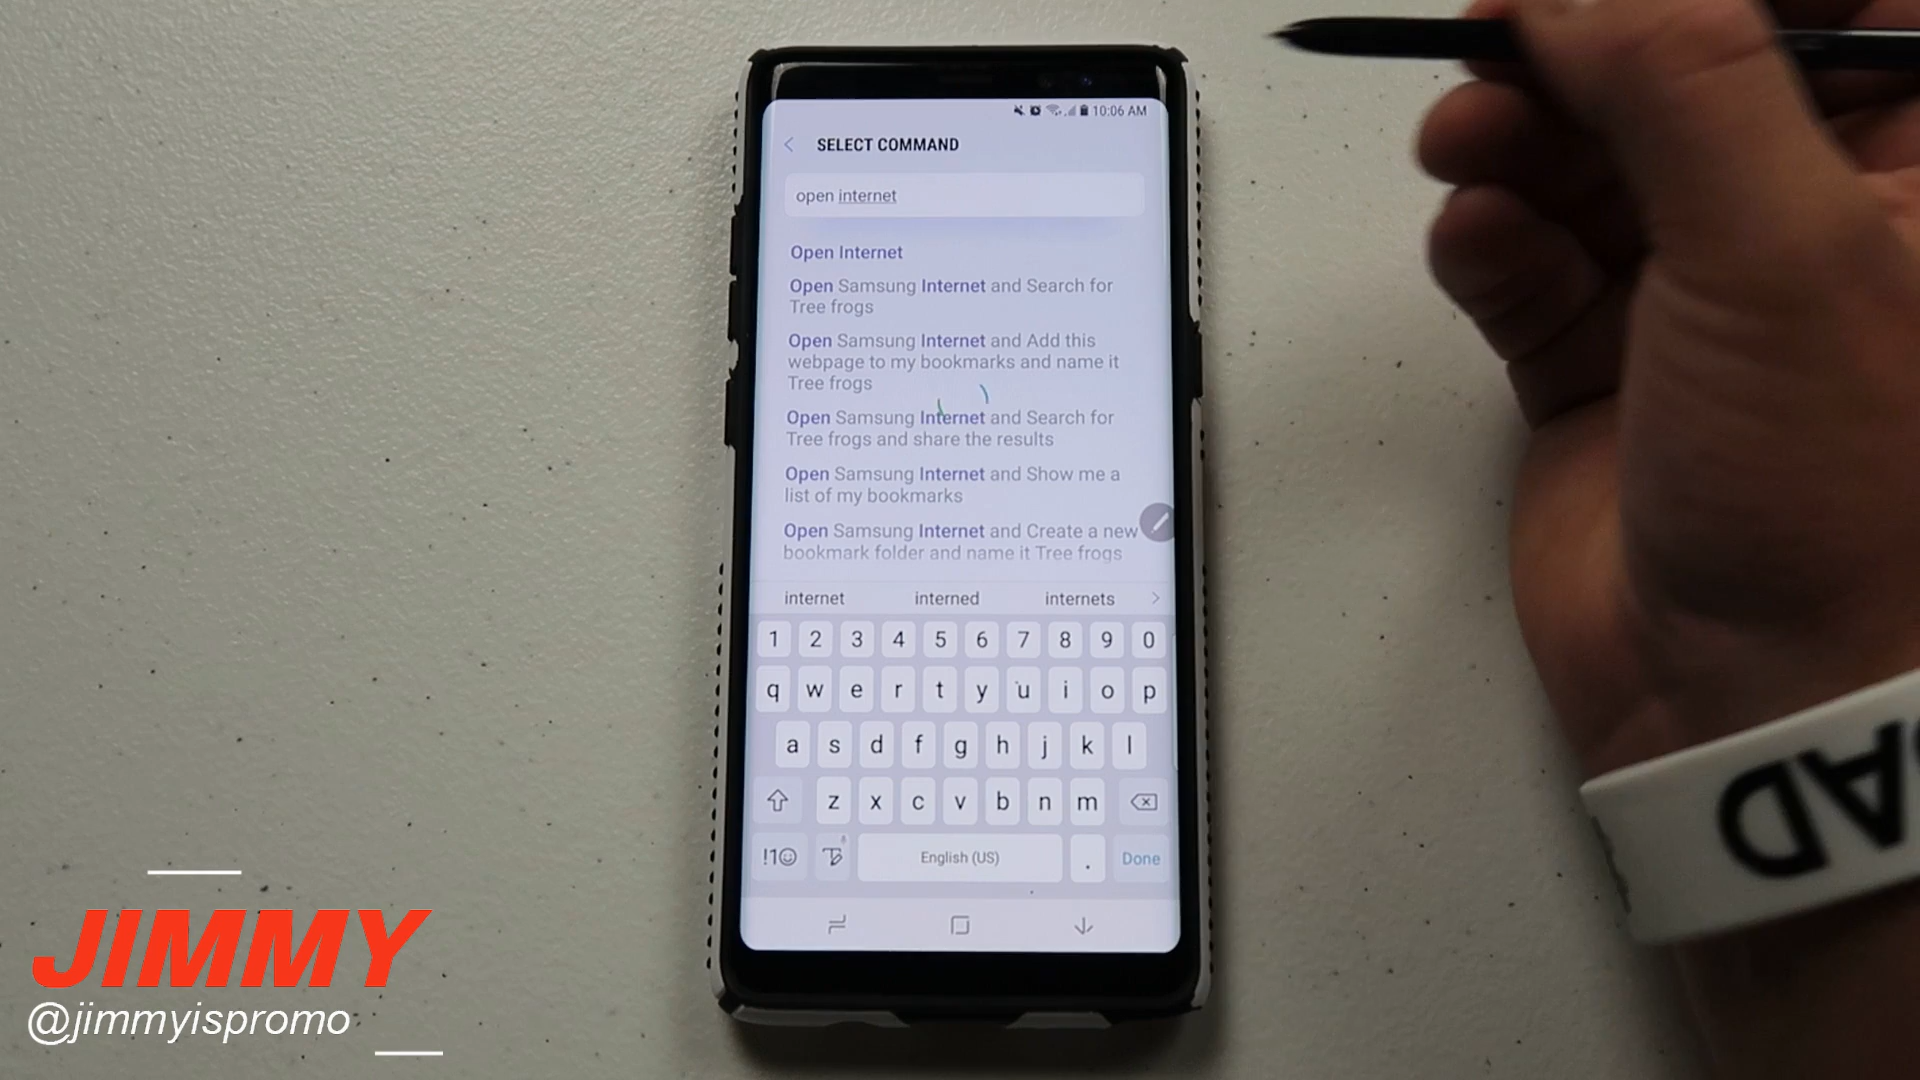 10:06 AM
SELECT COMMAND
open internet
Open Internet
Open Samsung Internet and Search for
Tree frogs
Open Samsung Internet and Add this
webpage to my bookmarks and name it
Tree frogs
Open Samsung Internet and Search for
Tree frogs and share the results
Open Samsung Internet and Show me a
list of my bookmarks
Open Samsung Internet and Create a new
bookmark folder and name it Tree frogs
internet interned internets
1 2 3 4 5 6 7 8 9 0
q w e r t y u i o p
a s d f g h j k l
z x c v b n m
!1☺ T English (US) . Done
JIMMY
@jimmyispromo
DAD